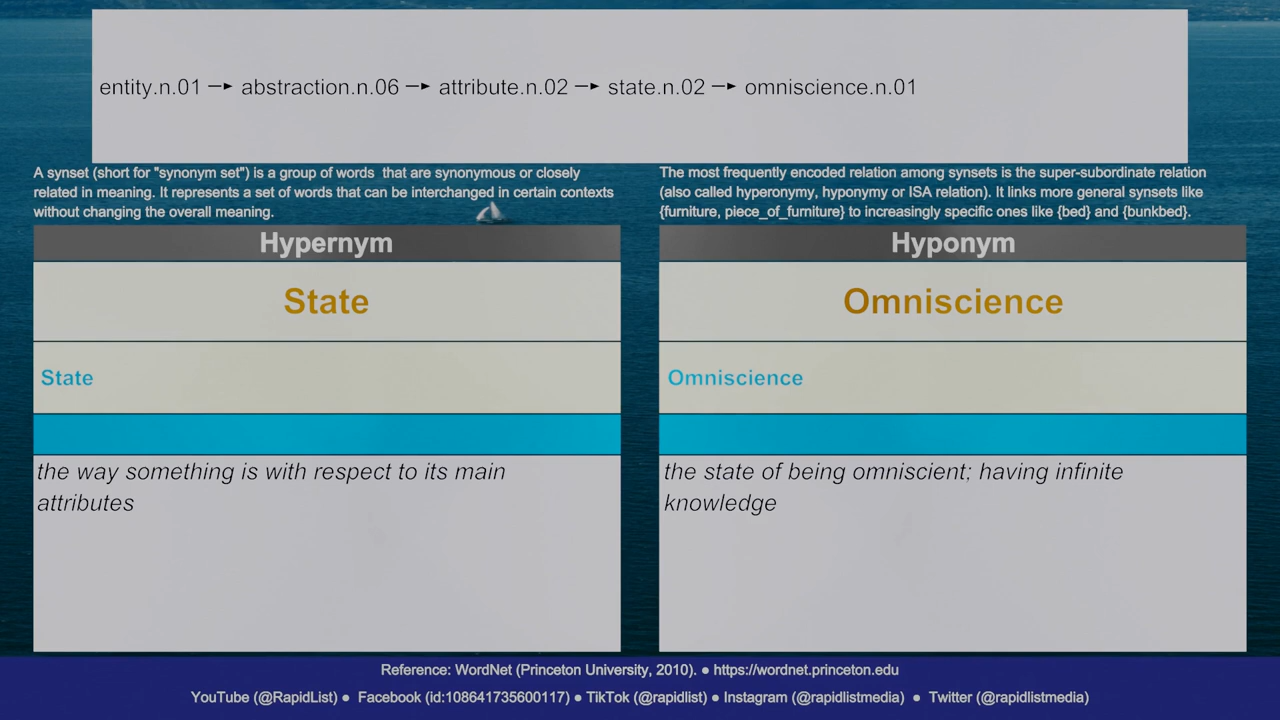 entity.n.01 → abstraction.n.06 → attribute.n.02 → state.n.02 → omniscience.n.01
A synset (short for "synonym set") is a group of words that are synonymous or closely
related in meaning. It represents a set of words that can be interchanged in certain contexts
without changing the overall meaning.
The most frequently encoded relation among synsets is the super-subordinate relation
(also called hyperonymy, hyponymy or ISA relation). It links more general synsets like
{furniture, piece_of_furniture} to increasingly specific ones like {bed} and {bunkbed}.
Hypernym
State
State
the way something is with respect to its main
attributes
Hyponym
Omniscience
Omniscience
the state of being omniscient; having infinite
knowledge
Reference: WordNet (Princeton University, 2010). ● https://wordnet.princeton.edu
YouTube (@RapidList) ● Facebook (id:108641735600117) ● TikTok (@rapidlist) ● Instagram (@rapidlistmedia) ● Twitter (@rapidlistmedia)